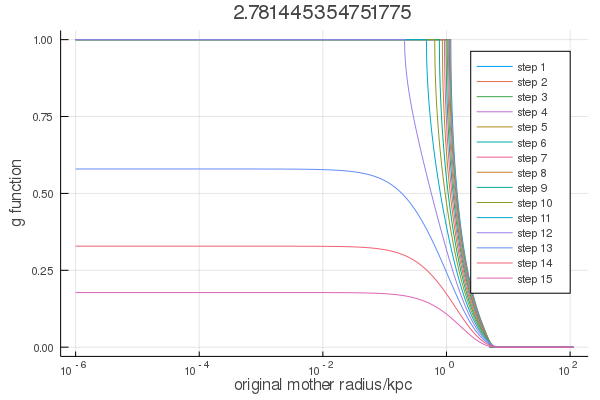 2.7814453547511775
g function
1.00
0.75
0.50
0.25
0.00
step 1
step 2
step 3
step 4
step 5
step 6
step 7
step 8
step 9
step 10
step 11
step 12
step 13
step 14
step 15
10^-6 10^-4 10^-2 10^0 10^2
original mother radius/kpc